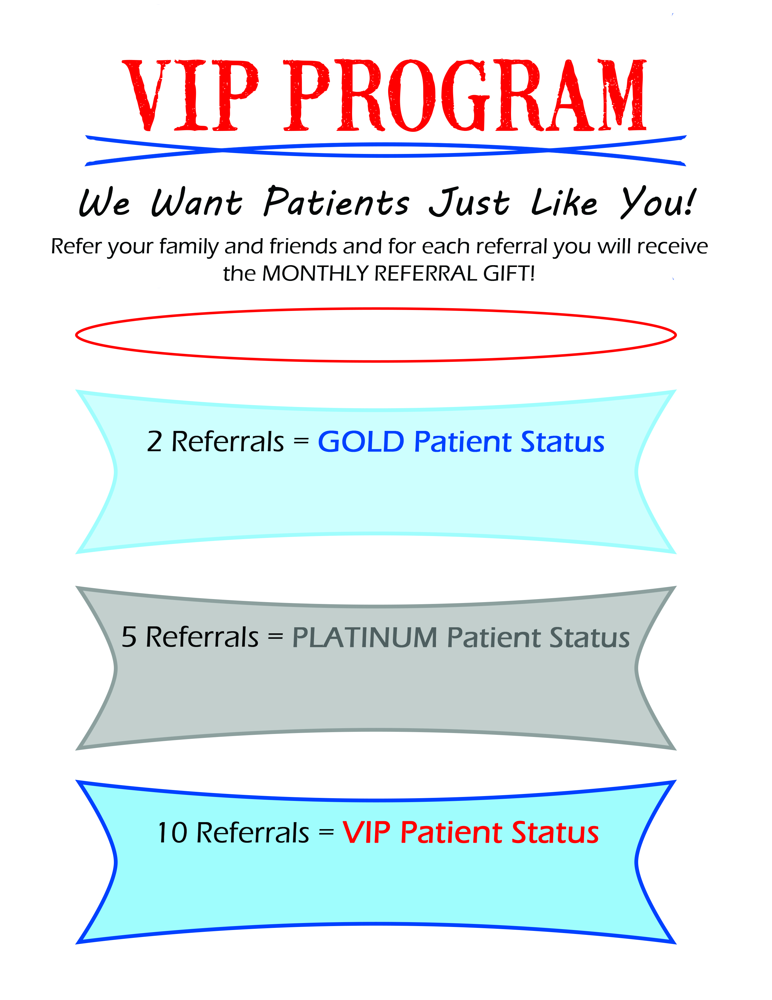 VIP PROGRAM
We Want Patients Just Like You!
Refer your family and friends and for each referral you will receive
the MONTHLY REFERRAL GIFT!
2 Referrals = GOLD Patient Status
5 Referrals = PLATINUM Patient Status
10 Referrals = VIP Patient Status